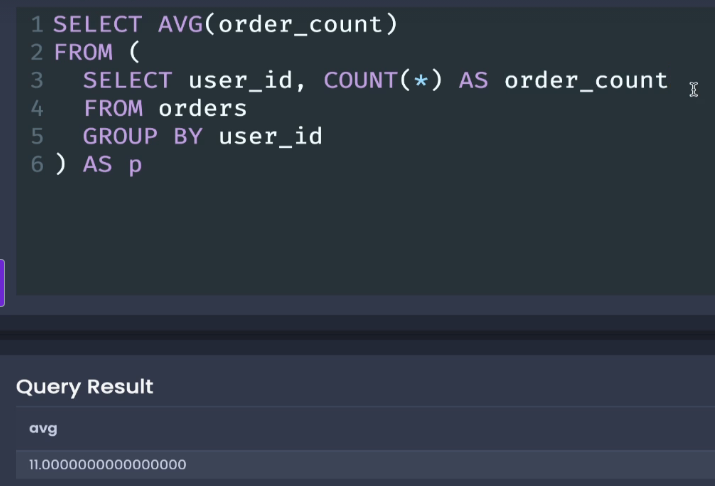 1 SELECT AVG(order_count)
2 FROM (
3   SELECT user_id, COUNT(*) AS order_count
4   FROM orders
5   GROUP BY user_id
6 ) AS p
Query Result
avg
11.0000000000000000